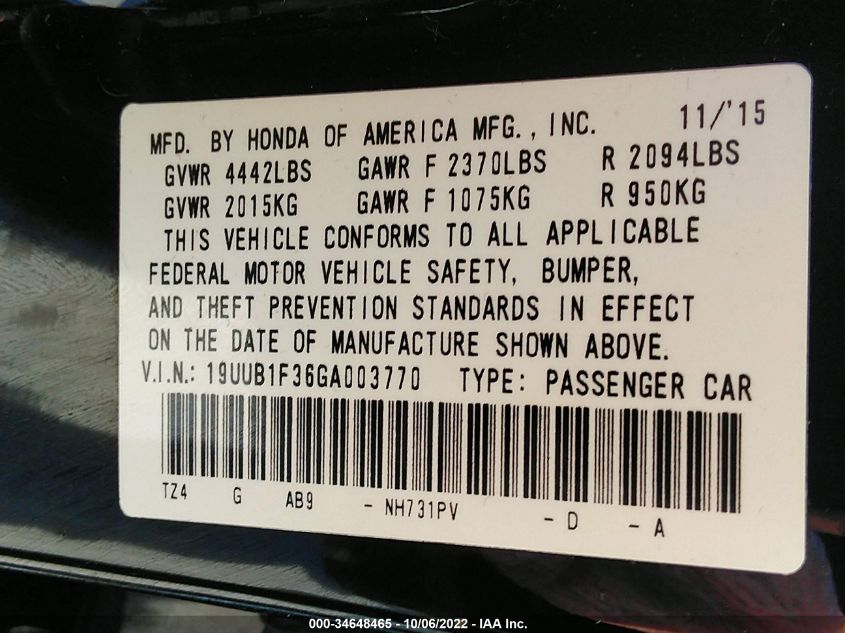 MFD. BY HONDA OF AMERICA MFG., INC. 11/'15
GVWR 4442LBS GAWR F 2370LBS R 2094LBS
GVWR 2015KG GAWR F 1075KG R 950KG
THIS VEHICLE CONFORMS TO ALL APPLICABLE
FEDERAL MOTOR VEHICLE SAFETY, BUMPER,
AND THEFT PREVENTION STANDARDS IN EFFECT
ON THE DATE OF MANUFACTURE SHOWN ABOVE.
V.I.N.: 19UUB1F36GA003770 TYPE: PASSENGER CAR
TZ4 G AB9 - NH731PV - D - A
000-34648465 - 10/06/2022 - IAA Inc.